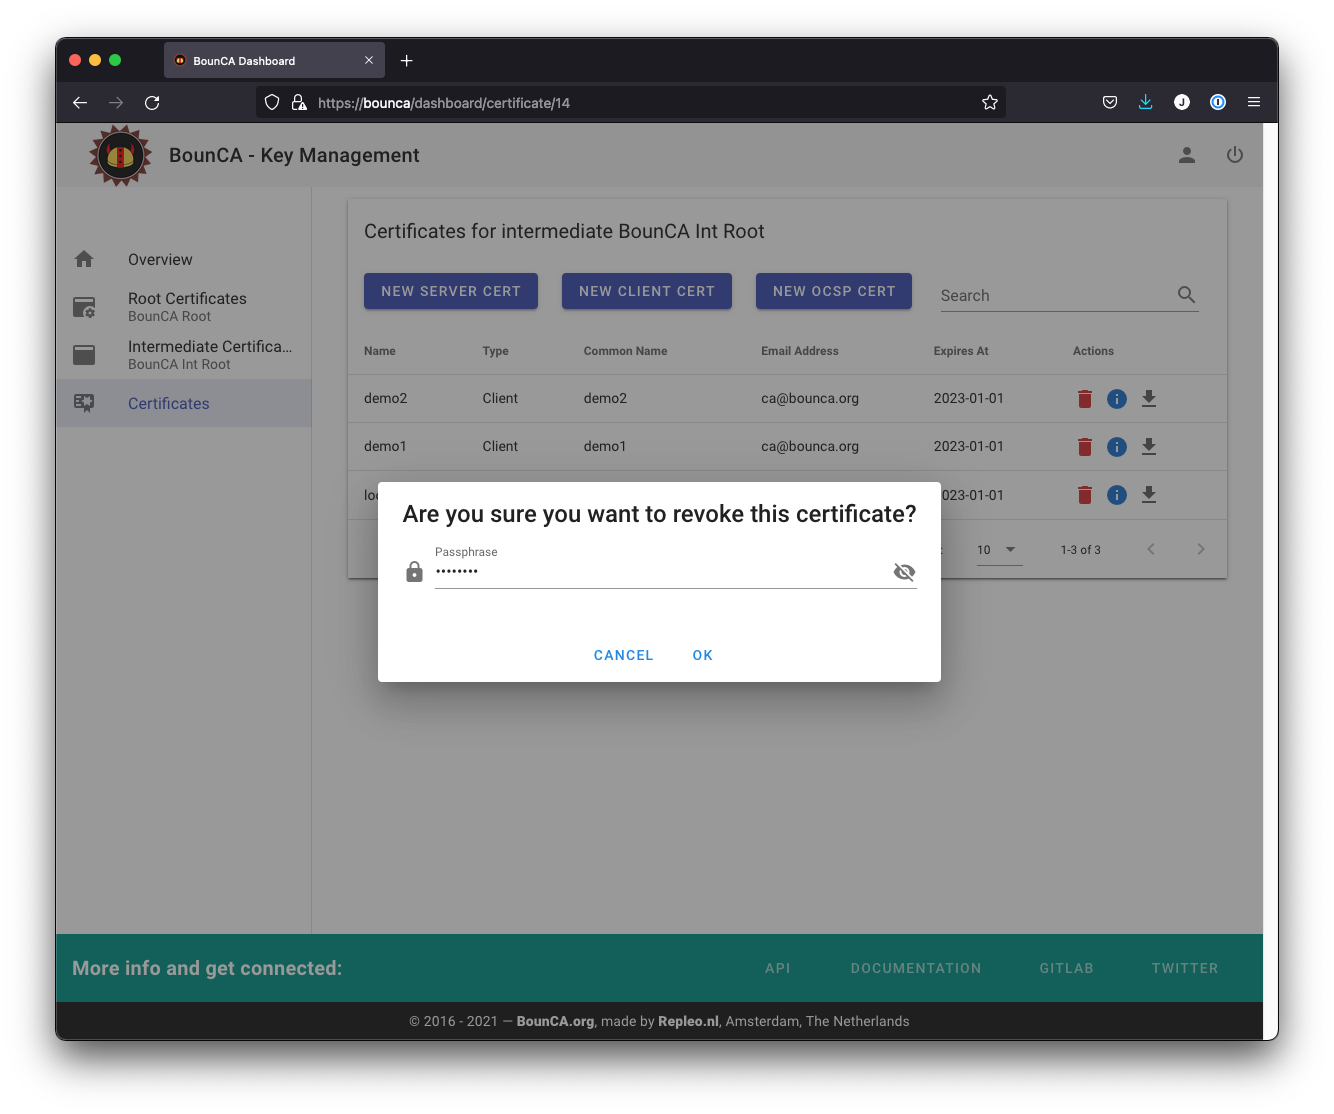 BounCA Dashboard
https://bounca/dashboard/certificate/14
J
BounCA - Key Management
Certificates for intermediate BounCA Int Root
Overview
NEW SERVER CERT NEW CLIENT CERT NEW OCSP CERT Search
Root Certificates
BounCA Root
Intermediate Certifica...
BounCA Int Root
Certificates
Name Type Common Name Email Address Expires At Actions
demo2 Client demo2 ca@bounca.org 2023-01-01
demo1 Client demo1 ca@bounca.org 2023-01-01
2023-01-01
10 1-3 of 3
Are you sure you want to revoke this certificate?
Passphrase
••••••••
CANCEL OK
More info and get connected: API DOCUMENTATION GITLAB TWITTER
© 2016 - 2021 — BounCA.org, made by Repleo.nl, Amsterdam, The Netherlands